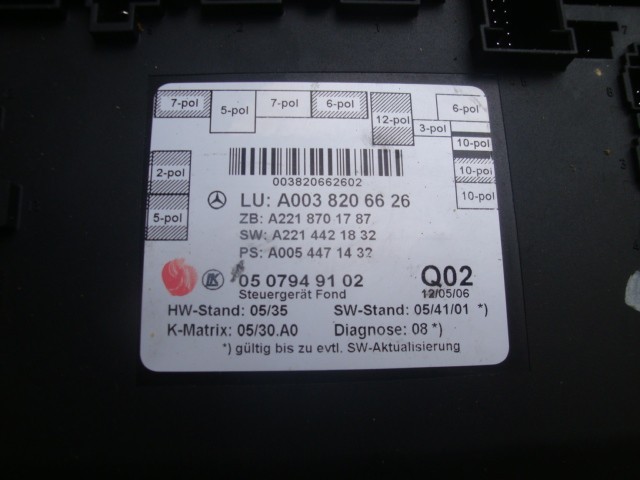 7-pol 5-pol 7-pol 6-pol 12-pol 3-pol 6-pol
10-pol
2-pol 10-pol
5-pol 10-pol
003820662602
LU: A003 820 66 26
ZB: A221 870 17 87
SW: A221 442 18 32
PS: A005 447 14 32
05 0794 91 02 Q02
Steuergerät Fond 12/05/06
HW-Stand: 05/35 SW-Stand: 05/41/01 *)
K-Matrix: 05/30.A0 Diagnose: 08 *)
*) gültig bis zu evtl. SW-Aktualisierung